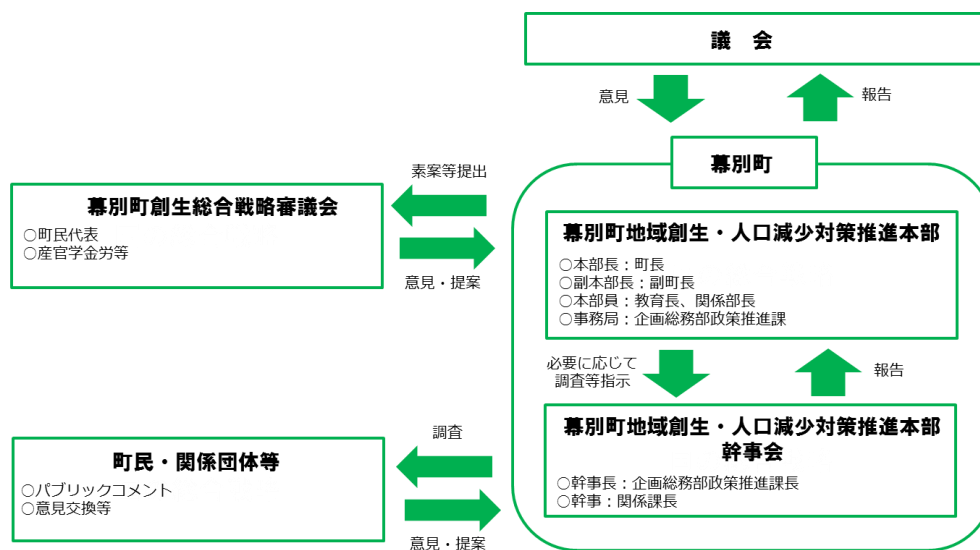 議　会
意見
報告
幕別町
素案等提出
幕別町創生総合戦略審議会
○町民代表
○産官学金労等
意見・提案
幕別町地域創生・人口減少対策推進本部
○本部長：町長
○副本部長：副町長
○本部員：教育長、関係部長
○事務局：企画総務部政策推進課
必要に応じて
調査等指示
報告
幕別町地域創生・人口減少対策推進本部
幹事会
○幹事長：企画総務部政策推進課長
○幹事：関係課長
調査
町民・関係団体等
○パブリックコメント
○意見交換等
意見・提案